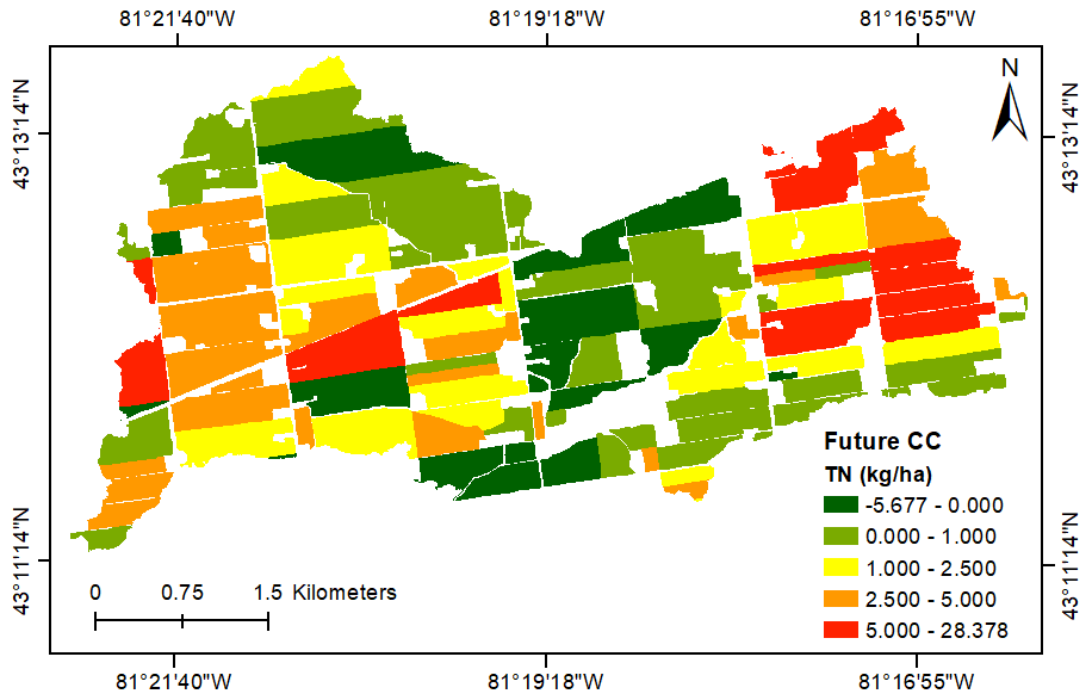 81°21'40"W 81°19'18"W 81°16'55"W
N
43°13'14"N
43°13'14"N
Future CC
TN (kg/ha)
-5.677 - 0.000
0.000 - 1.000
1.000 - 2.500
2.500 - 5.000
5.000 - 28.378
43°11'14"N
43°11'14"N
0 0.75 1.5 Kilometers
81°21'40"W 81°19'18"W 81°16'55"W